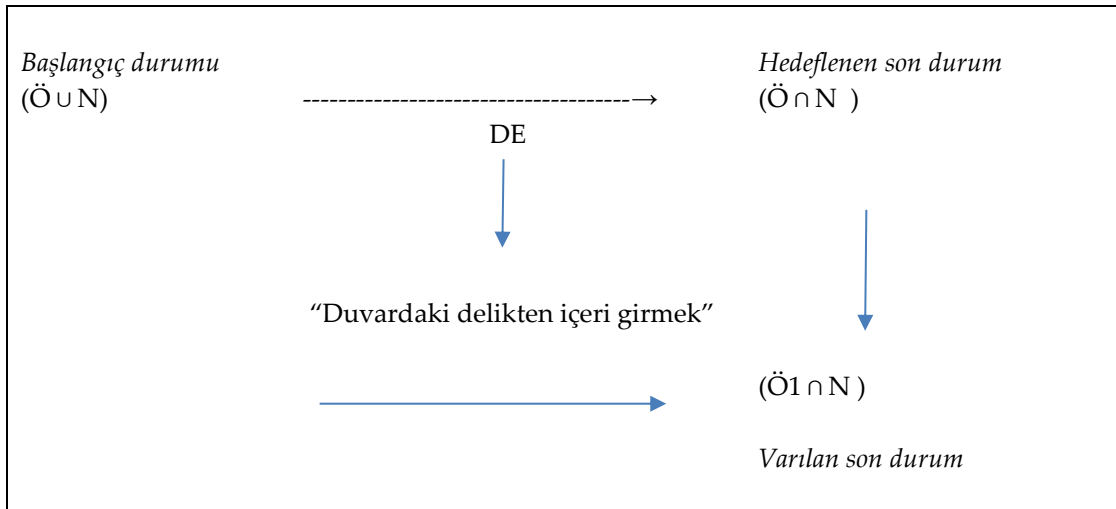 Başlangıç durumu
Hedeflenen son durum
(Ö ∪ N)
------------------------------------→
(Ö ∩ N )
DE
“Duvardaki delikten içeri girmek”
(Ö1 ∩ N )
Varılan son durum